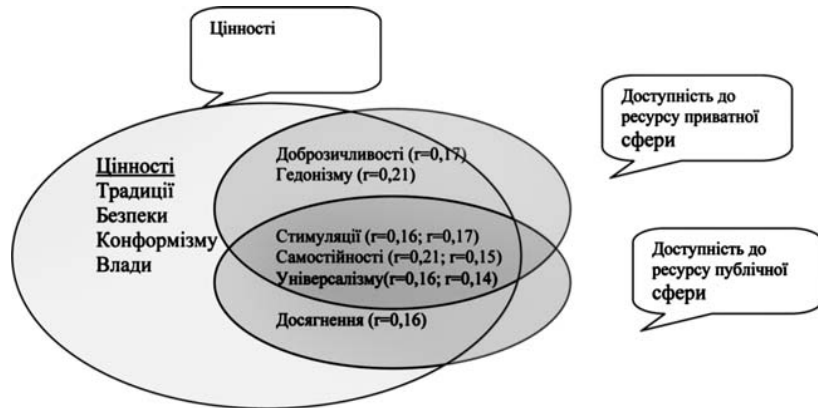 Цінності
Доступність до
ресурсу приватної
сфери
Цінності
Традиції
Безпеки
Конформізму
Влади
Доброзичливості (r=0,17)
Гедонізму (r=0,21)
Стимуляції (r=0,16; r=0,17)
Самостійності (r=0,21; r=0,15)
Універсалізму(r=0,16; r=0,14)
Досягнення (r=0,16)
Доступність до
ресурсу публічної
сфери